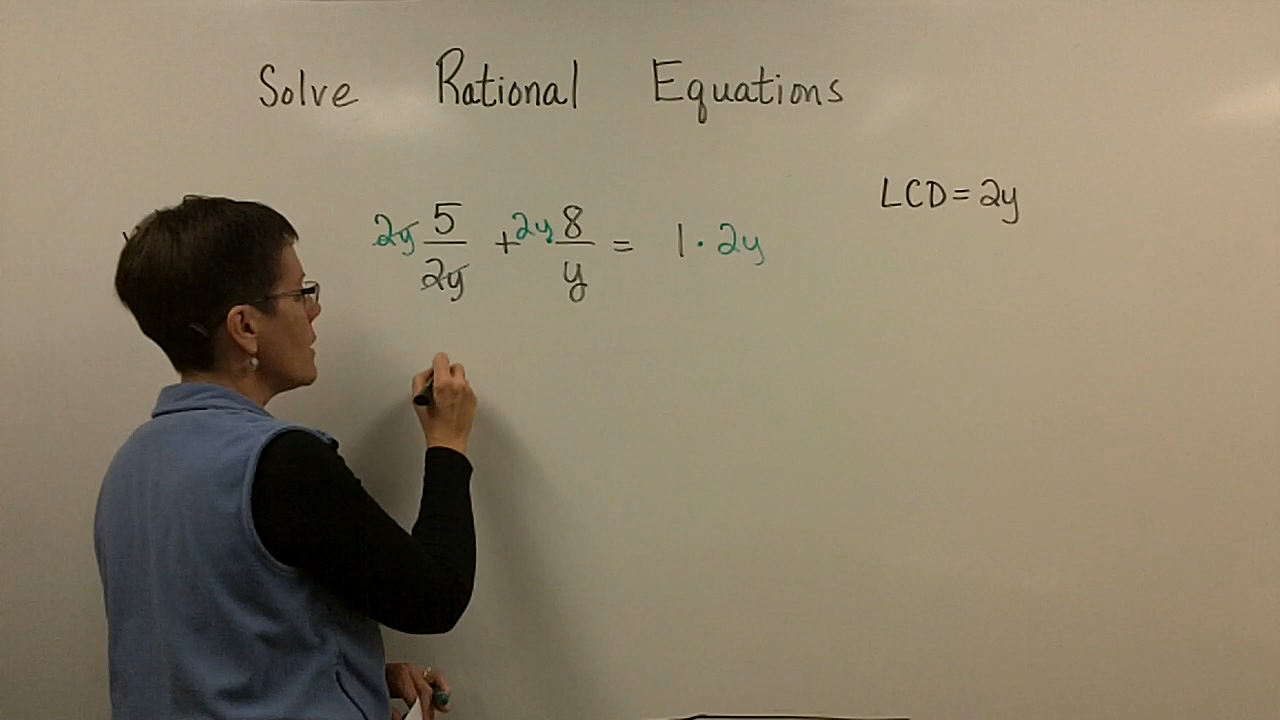 Solve Rational Equations
LCD = 2y
2y 5/2y + 2y 8/y = 1 · 2y